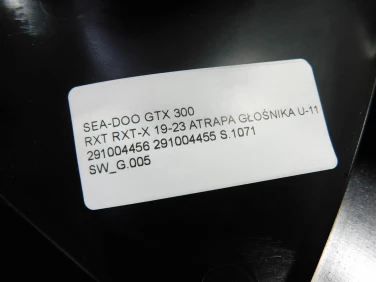 SEA-DOO GTX 300
RXT RXT-X 19-23 ATRAPA GŁOŚNIKA U-11
291004456 291004455 S.1071
SW_G.005